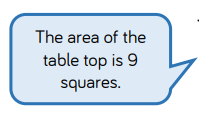 The area of the
table top is 9
squares.